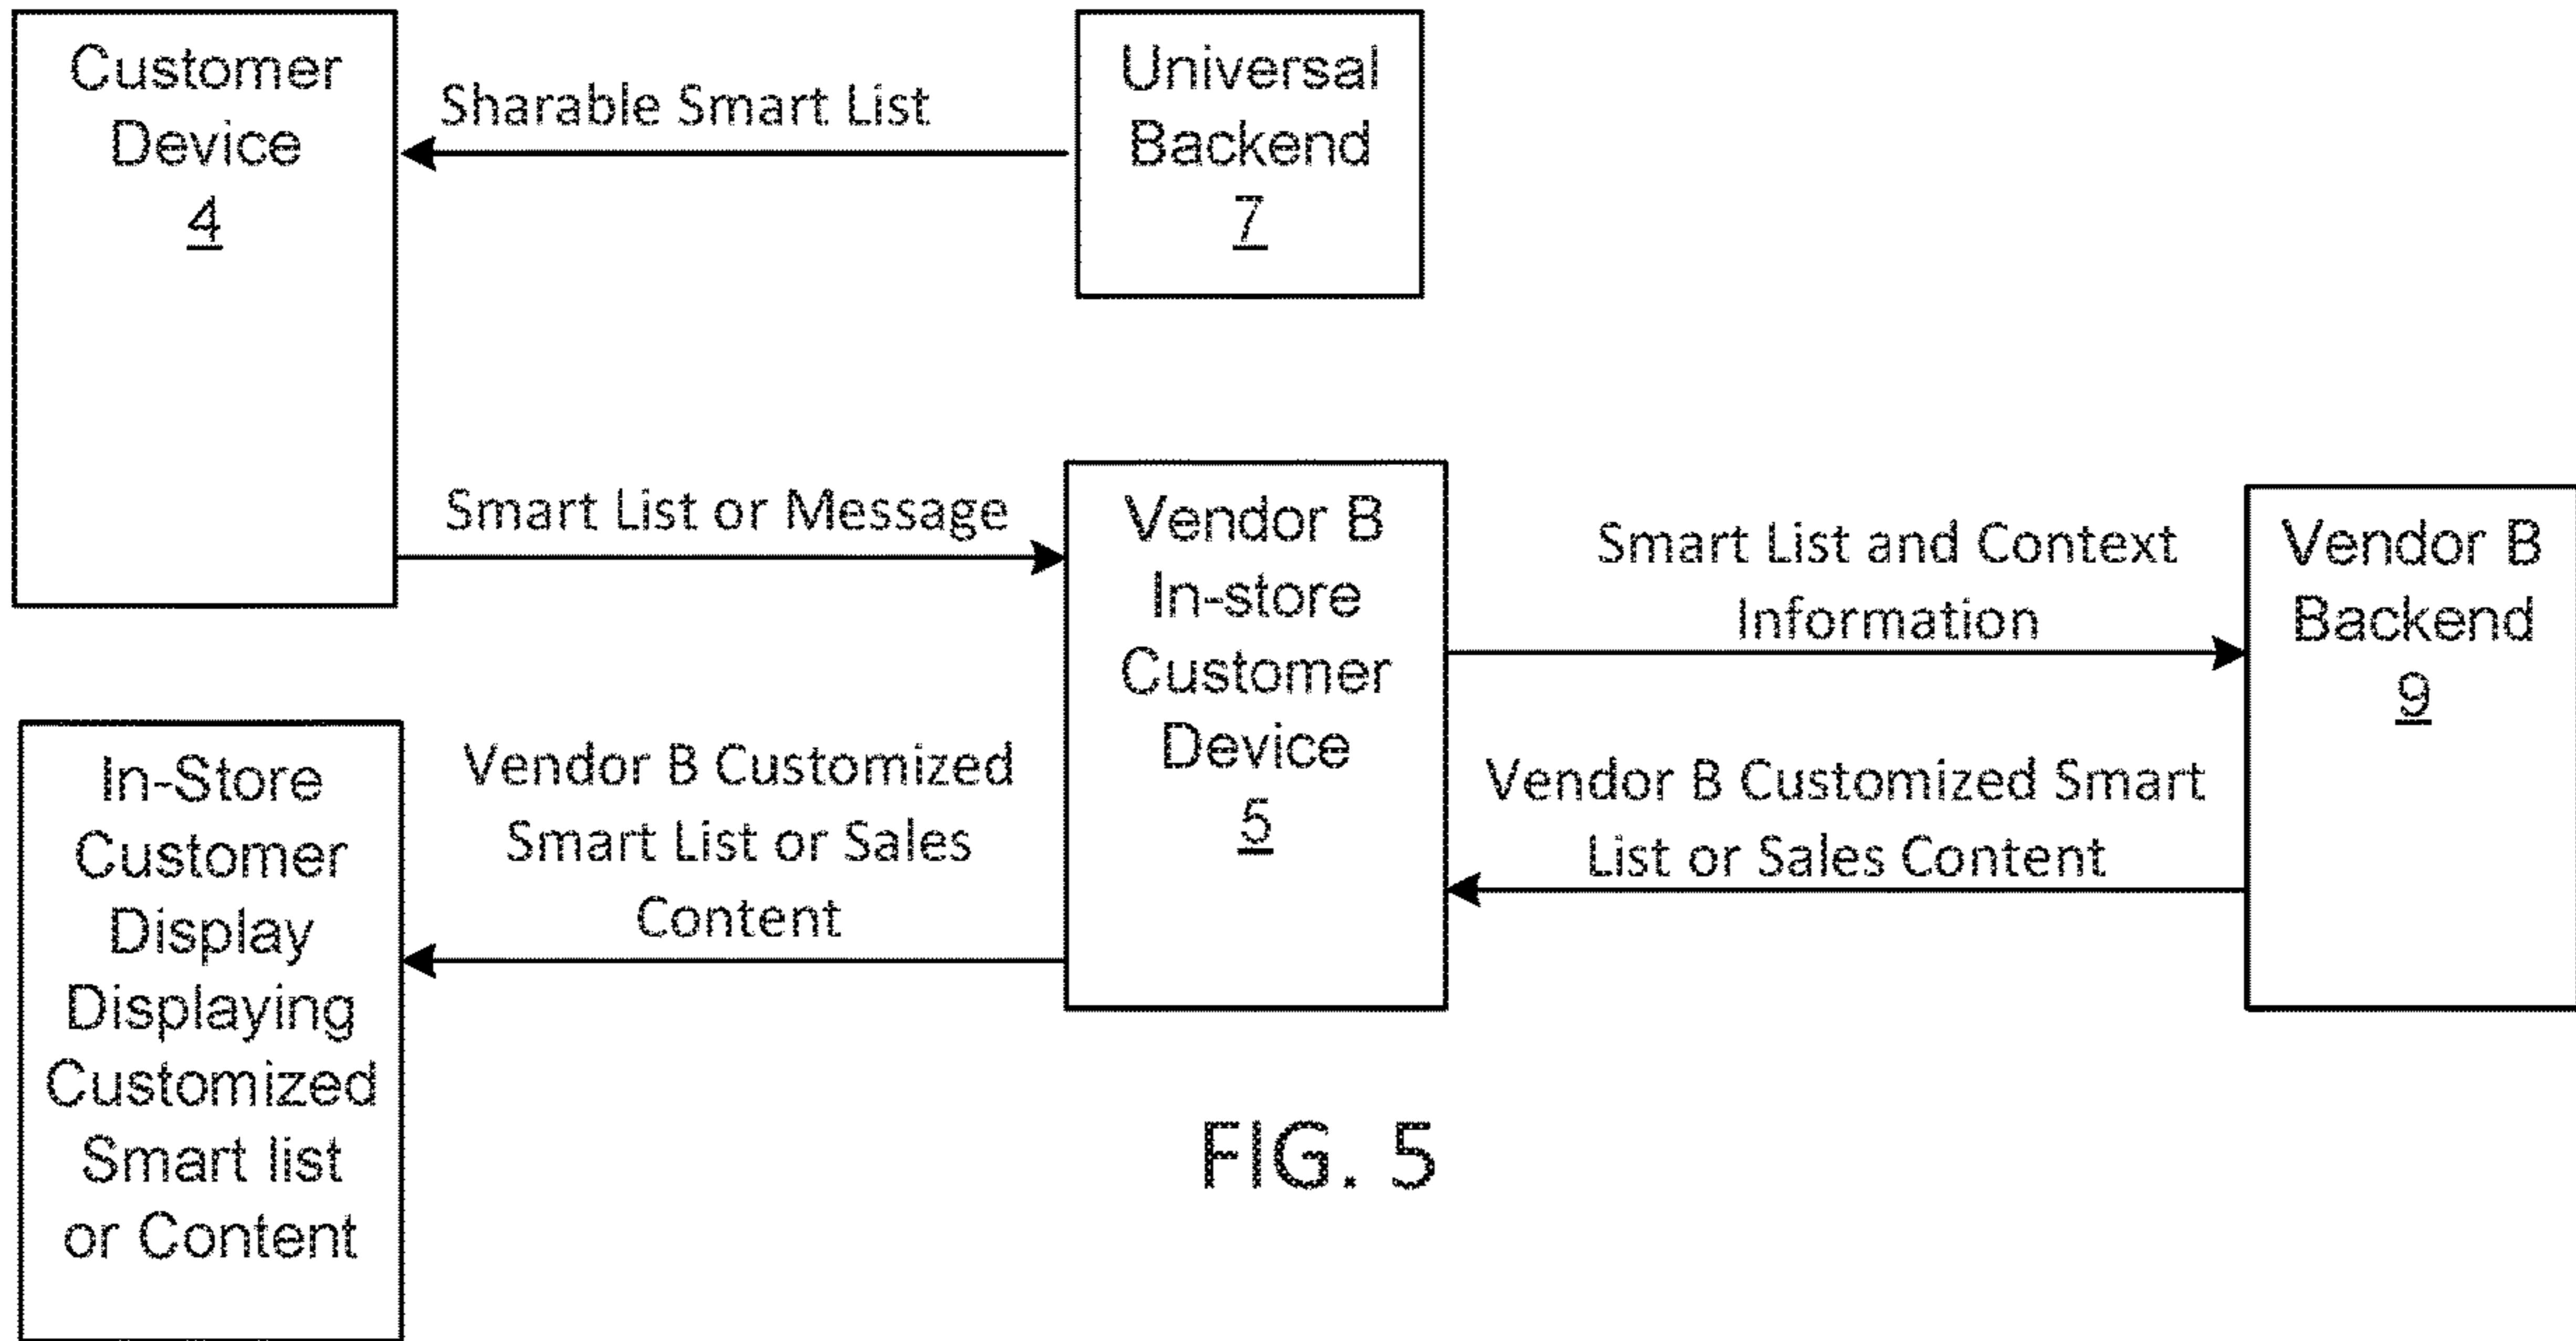 Customer
Device
4
Sharable Smart List
Universal
Backend
7
Smart List or Message
Vendor B
In-store
Customer
Device
5
Smart List and Context
Information
Vendor B
Backend
9
Vendor B Customized Smart
List or Sales Content
Vendor B Customized
Smart List or Sales
Content
In-Store
Customer
Display
Displaying
Customized
Smart list
or Content
FIG. 5